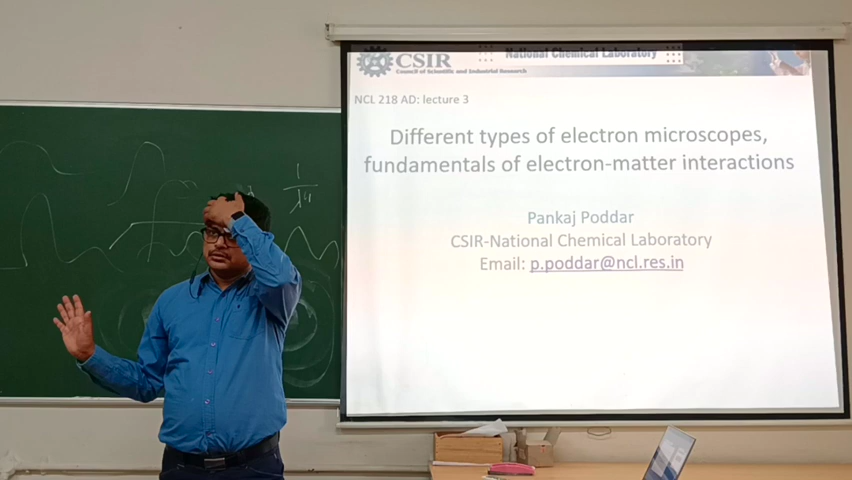 CSIR National Chemical Laboratory
Council of Scientific and Industrial Research
NCL 218 AD: lecture 3
Different types of electron microscopes,
fundamentals of electron-matter interactions
Pankaj Poddar
CSIR-National Chemical Laboratory
Email: p.poddar@ncl.res.in